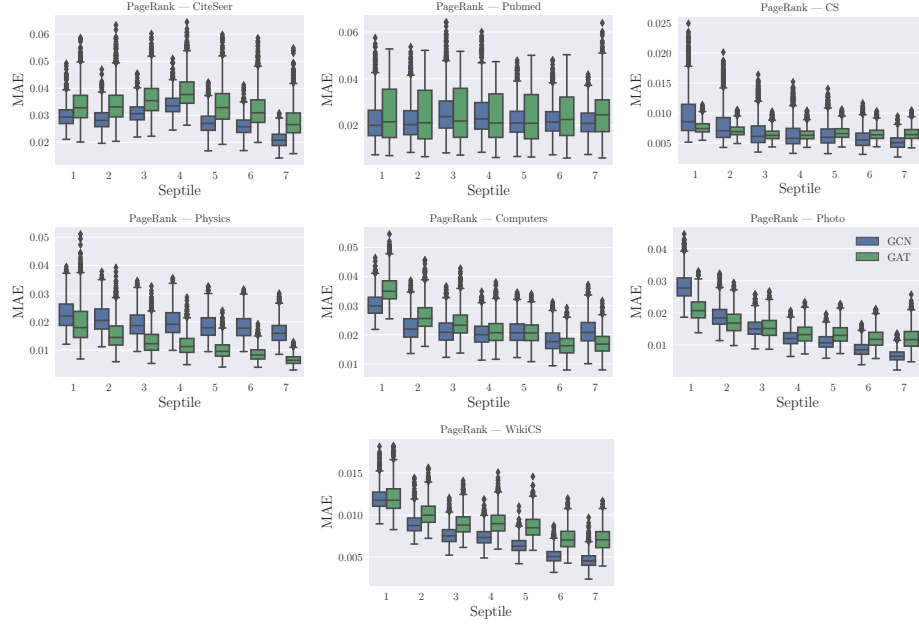 PageRank — CiteSeer
PageRank — Pubmed
PageRank — CS
MAE
0.06
0.05
0.04
0.03
0.02
1 2 3 4 5 6 7
Septile
MAE
0.06
0.04
0.02
1 2 3 4 5 6 7
Septile
MAE
0.025
0.020
0.015
0.010
0.005
1 2 3 4 5 6 7
Septile
PageRank — Physics
PageRank — Computers
PageRank — Photo
MAE
0.05
0.04
0.03
0.02
0.01
1 2 3 4 5 6 7
Septile
MAE
0.05
0.04
0.03
0.02
0.01
1 2 3 4 5 6 7
Septile
MAE
0.04
0.03
0.02
0.01
GCN
GAT
1 2 3 4 5 6 7
Septile
PageRank — WikiCS
MAE
0.015
0.010
0.005
1 2 3 4 5 6 7
Septile